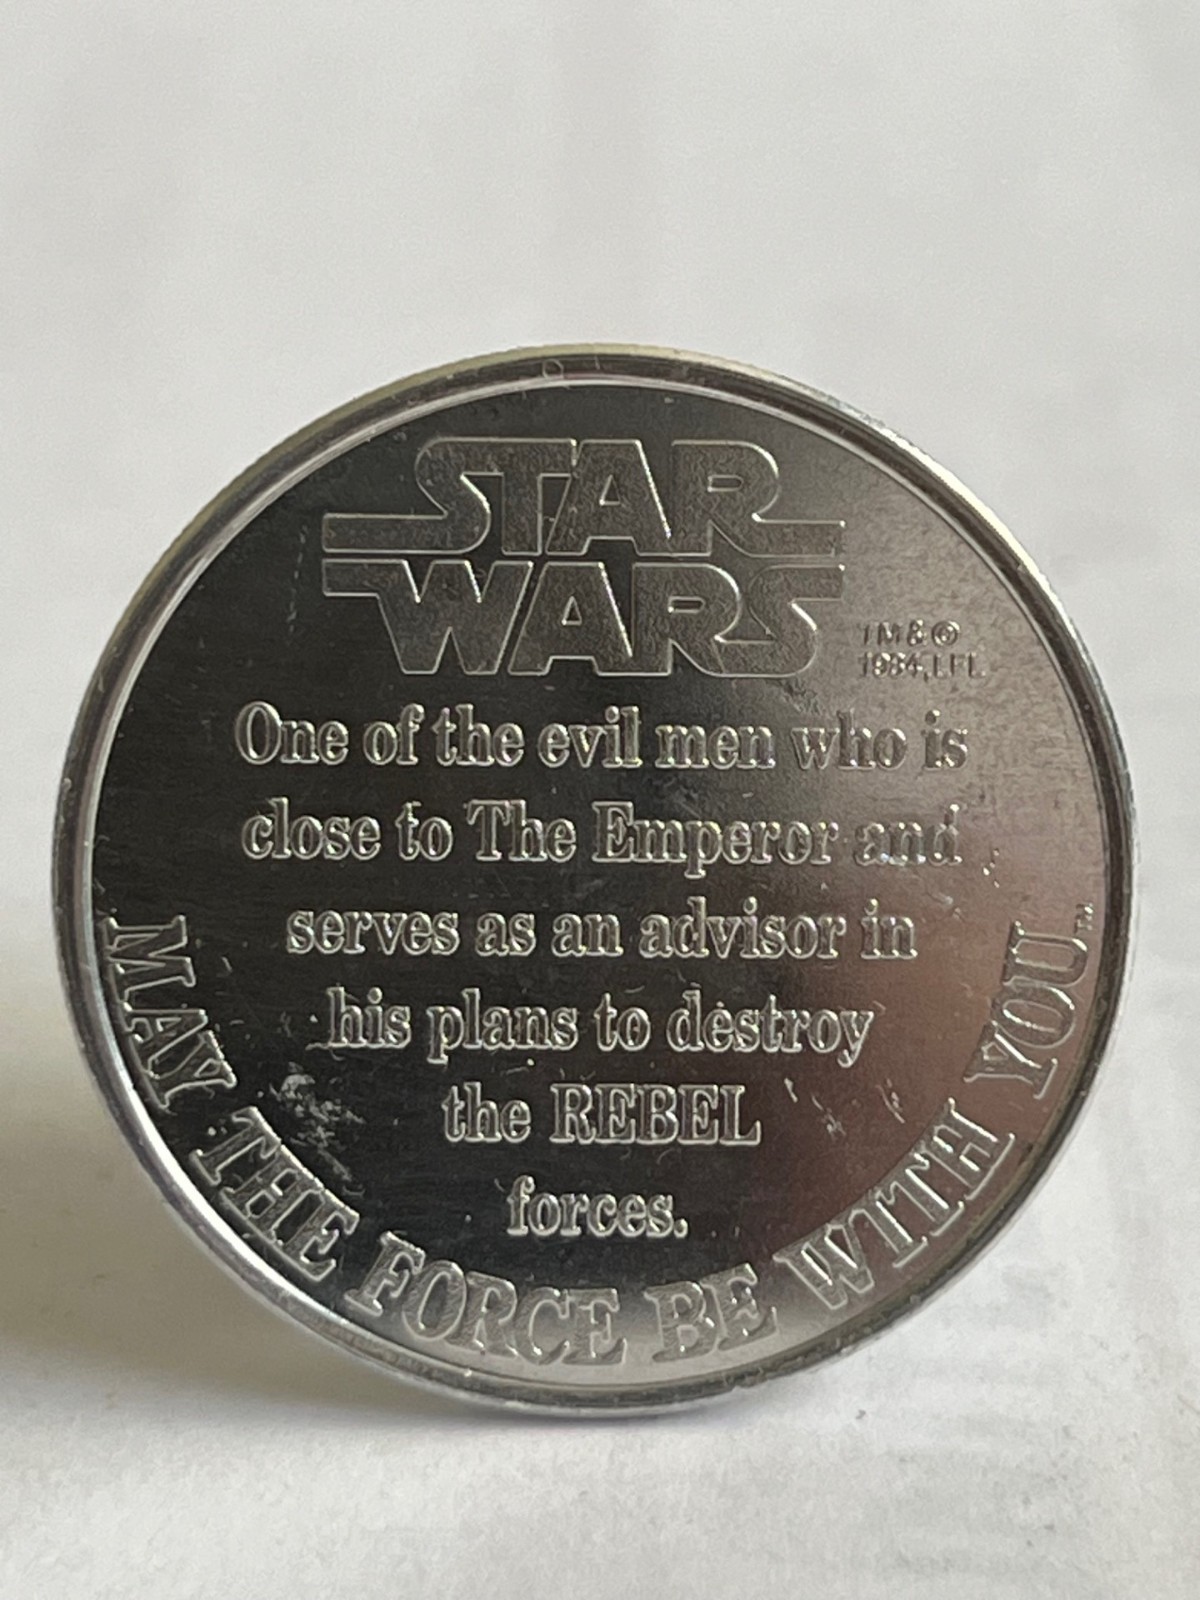 STAR
WARS
TM & ©
1984, LFL
One of the evil men who is
close to The Emperor and
serves as an advisor in
his plans to destroy
the REBEL
forces.
MAY THE FORCE BE WITH YOU™